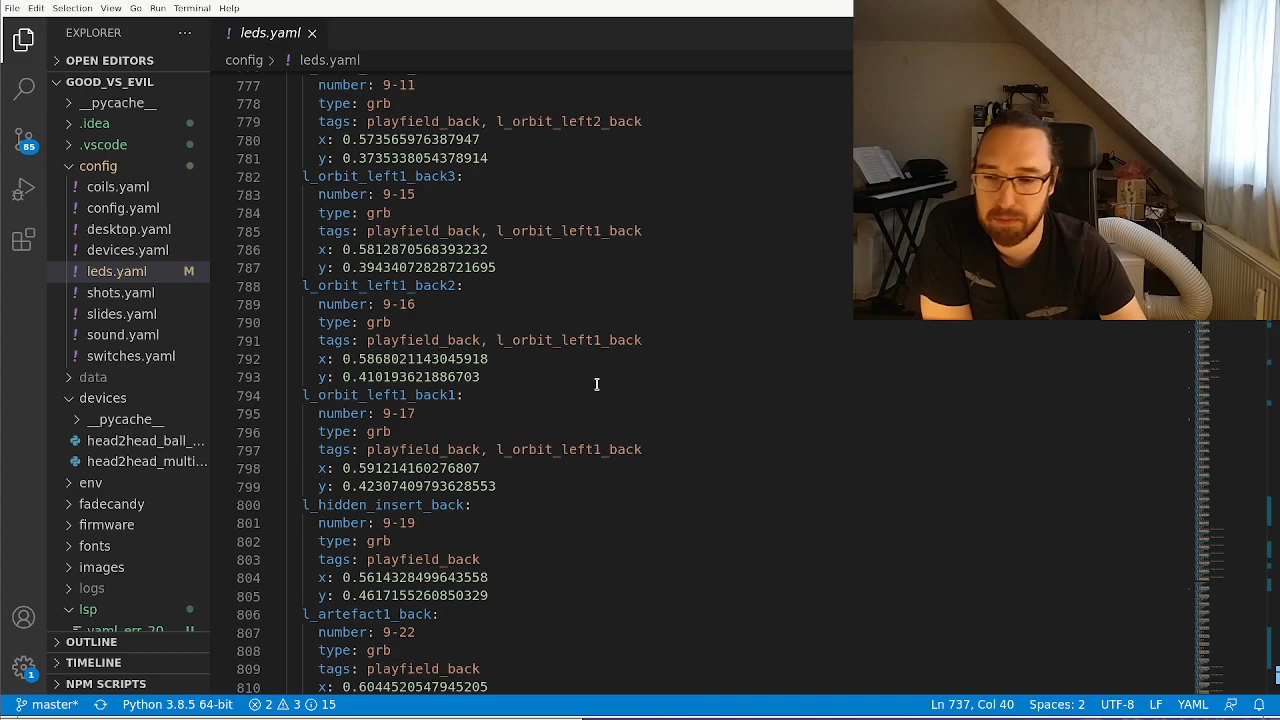 File Edit Selection View Go Run Terminal Help
EXPLORER
leds.yaml
OPEN EDITORS
config > leds.yaml
GOOD_VS_EVIL
__pycache__
.idea
.vscode
85
config
coils.yaml
config.yaml
desktop.yaml
devices.yaml
leds.yaml M
shots.yaml
slides.yaml
sound.yaml
switches.yaml
data
devices
__pycache__
head2head_ball_...
head2head_multi...
env
fadecandy
firmware
fonts
images
logs
lsp
OUTLINE
TIMELINE
NPM SCRIPTS
1
777 number: 9-11
778 type: grb
779 tags: playfield_back, l_orbit_left2_back
780 x: 0.573565976387947
781 y: 0.3735338054378914
782 l_orbit_left1_back3:
783 number: 9-15
784 type: grb
785 tags: playfield_back, l_orbit_left1_back
786 x: 0.5812870568393232
787 y: 0.39434072828721695
788 l_orbit_left1_back2:
789 number: 9-16
790 type: grb
791 tags: playfield_back, l_orbit_left1_back
792 x: 0.5868021143045918
793 y: .410193623886703
794 l_orbit_left1_back1:
795 number: 9-17
796 type: grb
797 tags: playfield_back, l_orbit_left1_back
798 x: 0.591214160276807
799 y: 0.42307409793628553
800 l_hidden_insert_back:
801 number: 9-19
802 type: grb
803 tags: playfield_back
804 x: 0.5614328499643558
805 y: 0.4617155260850329
806 l_artefact1_back:
807 number: 9-22
808 type: grb
809 tags: playfield_back
810 x: 0.6044520547945205
master Python 3.8.5 64-bit 2 3 15 Ln 737, Col 40 Spaces: 2 UTF-8 LF YAML